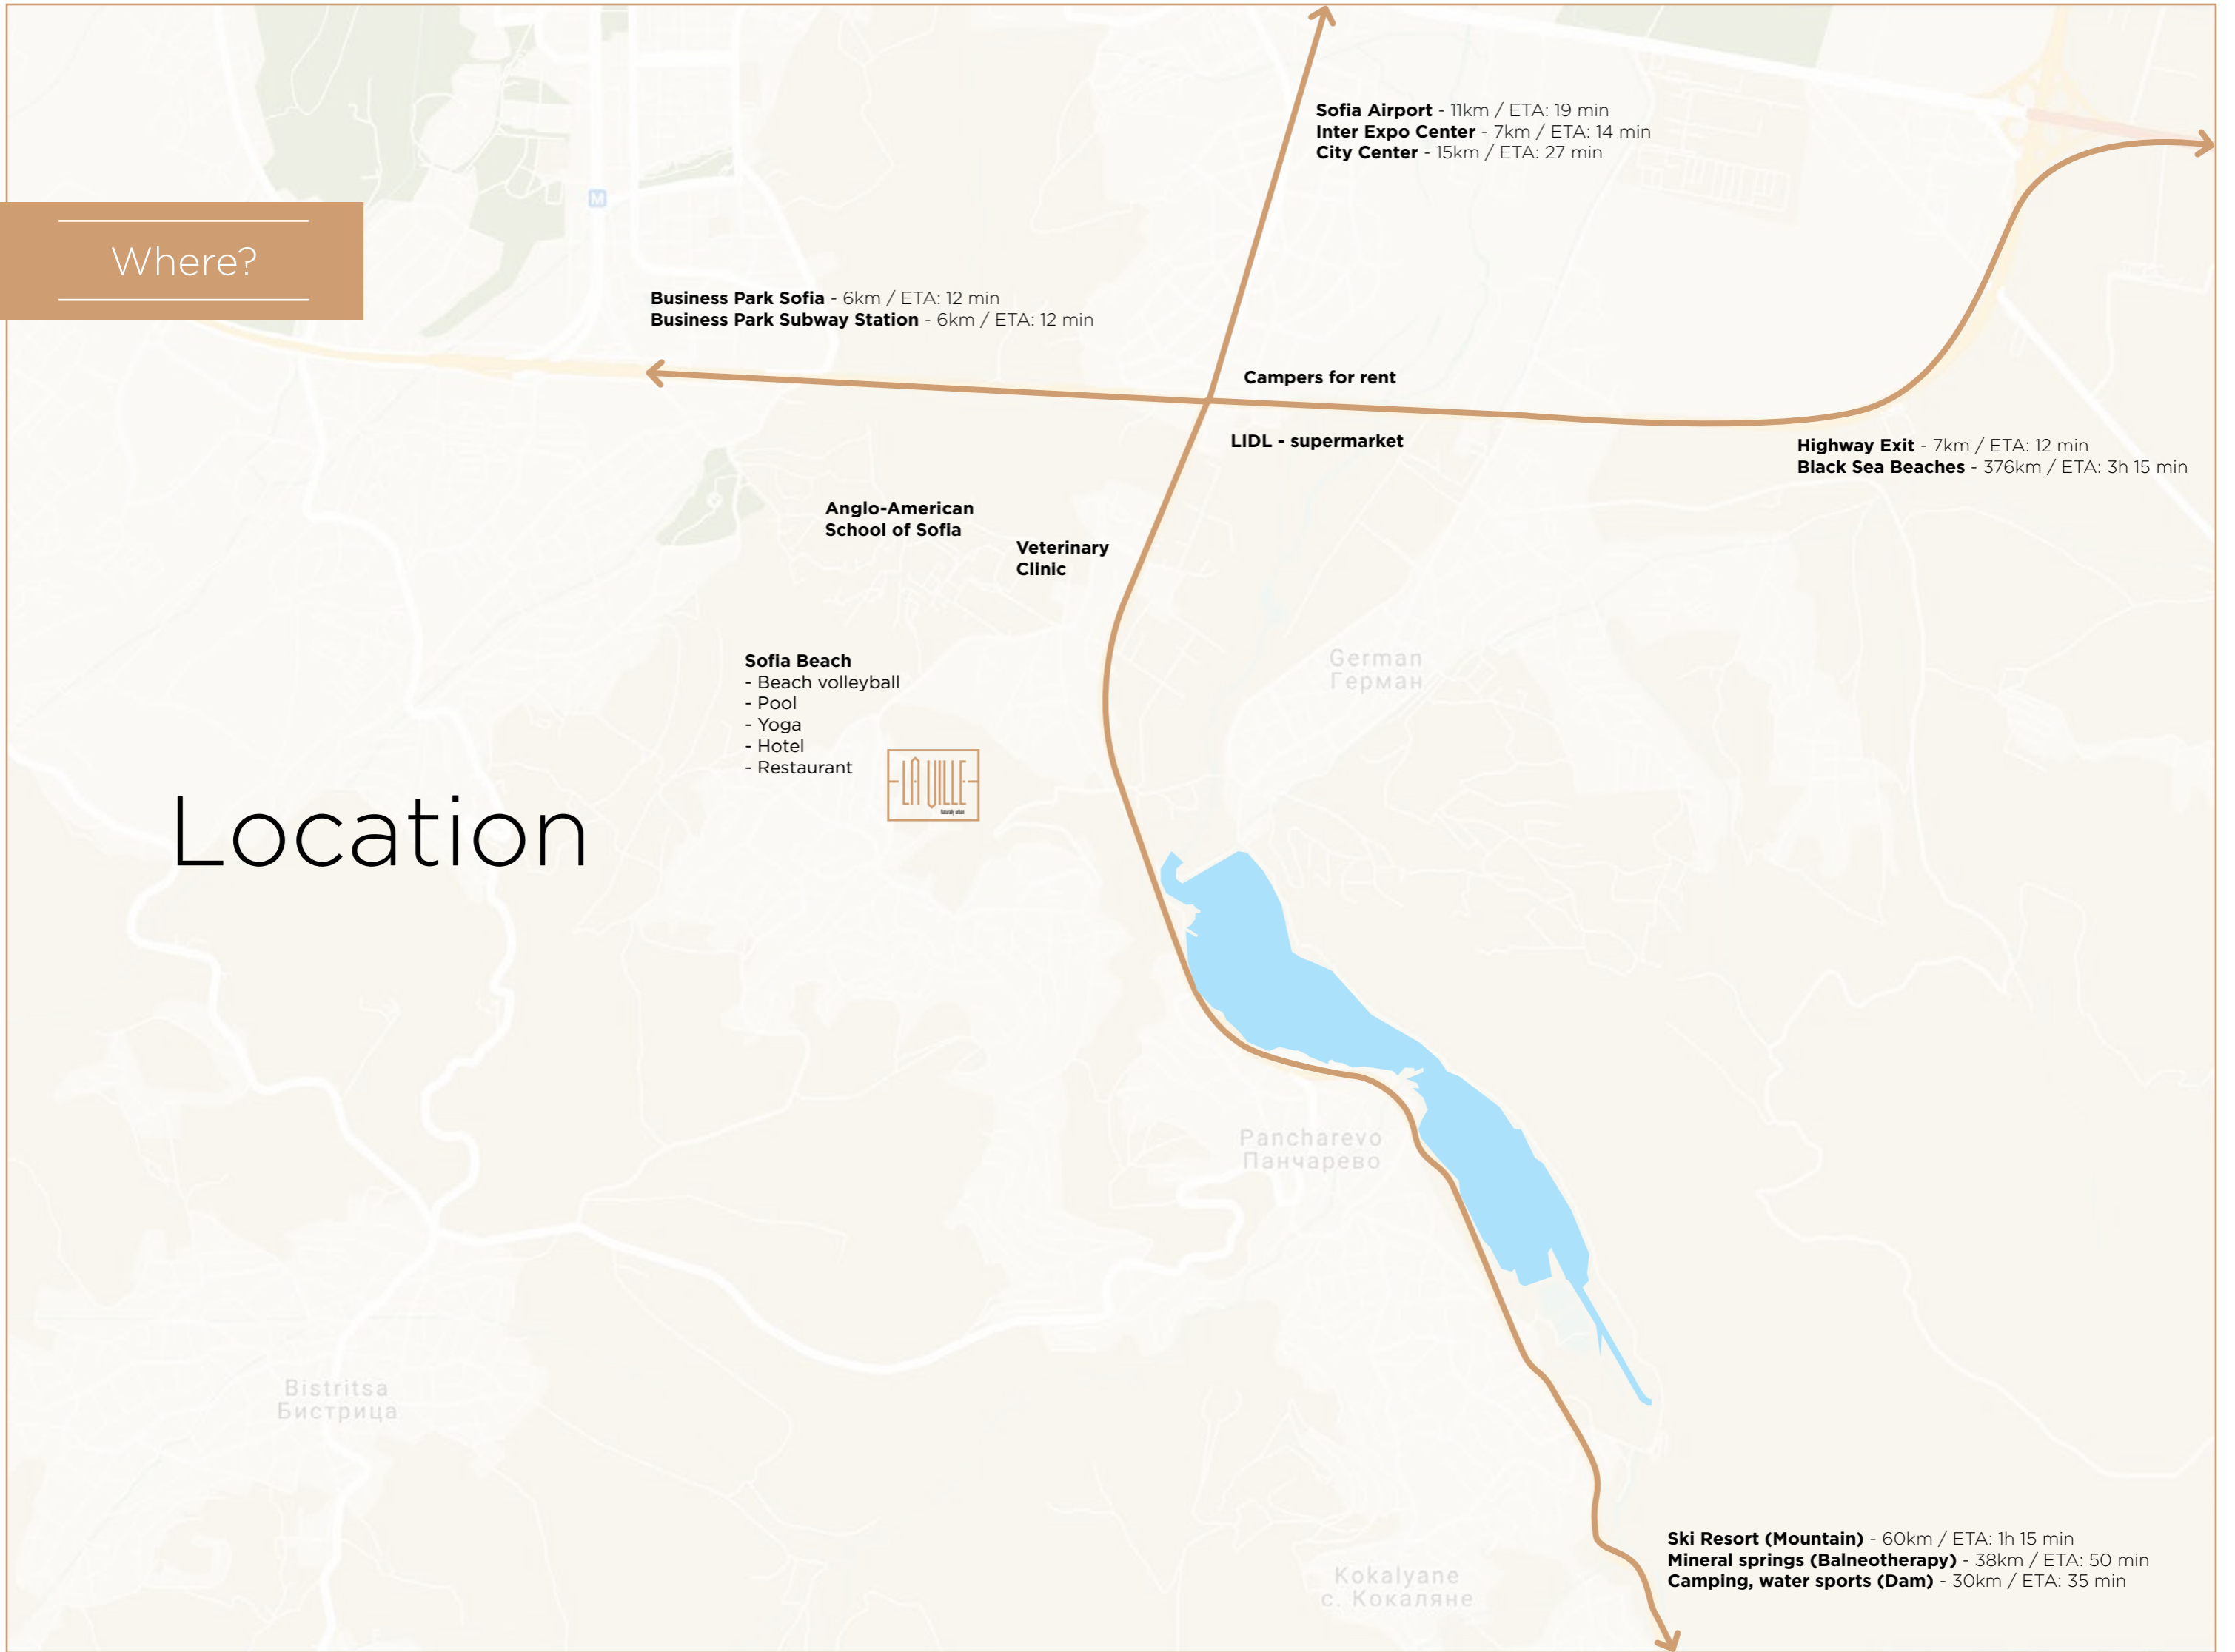 Sofia Airport - 11km / ETA: 19 min
Inter Expo Center - 7km / ETA: 14 min
City Center - 15km / ETA: 27 min
M
Where?
Business Park Sofia - 6km / ETA: 12 min
Business Park Subway Station - 6km / ETA: 12 min
Campers for rent
LIDL - supermarket
Highway Exit - 7km / ETA: 12 min
Black Sea Beaches - 376km / ETA: 3h 15 min
Anglo-American
School of Sofia
Veterinary
Clinic
Sofia Beach
- Beach volleyball
- Pool
- Yoga
- Hotel
- Restaurant
German
Герман
LA VILLE
Naturally urban
Location
Pancharevo
Панчарево
Bistritsa
Бистрица
Ski Resort (Mountain) - 60km / ETA: 1h 15 min
Mineral springs (Balneotherapy) - 38km / ETA: 50 min
Camping, water sports (Dam) - 30km / ETA: 35 min
Kokalyane
с. Кокаляне